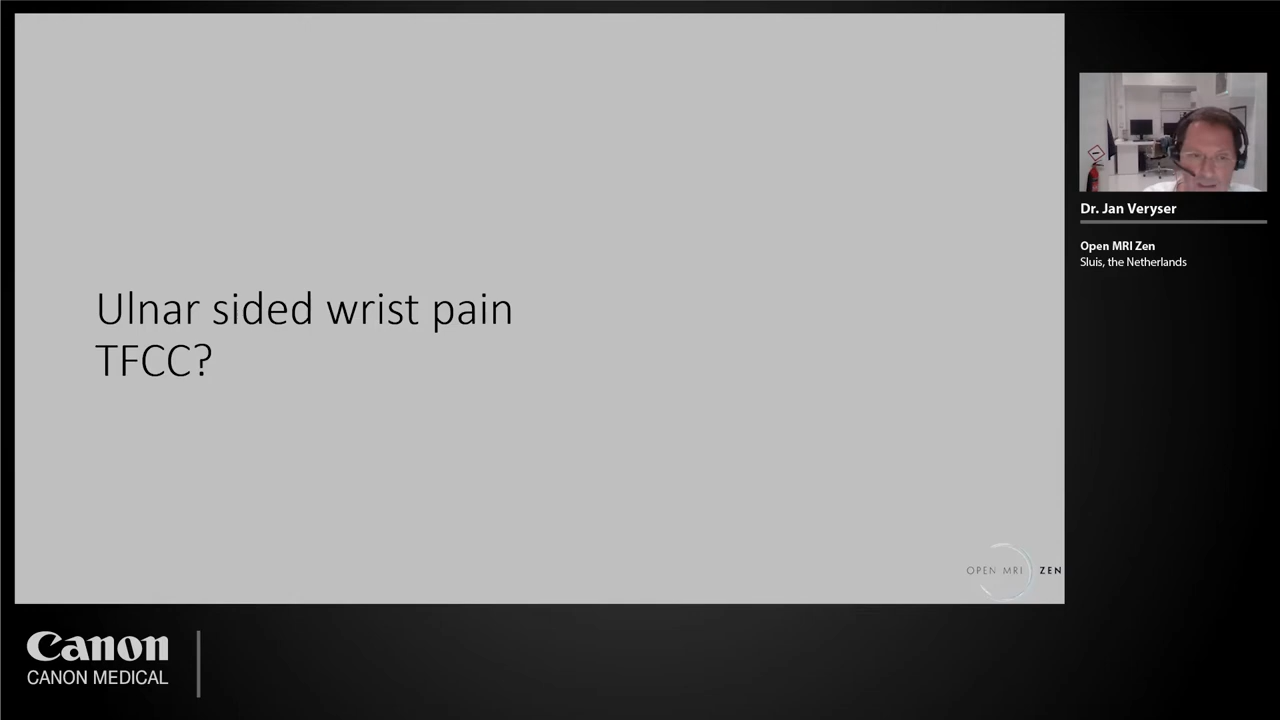 Ulnar sided wrist pain
TFCC?
OPEN MRI ZEN
Dr. Jan Veryser
Open MRI Zen
Sluis, the Netherlands
Canon
CANON MEDICAL